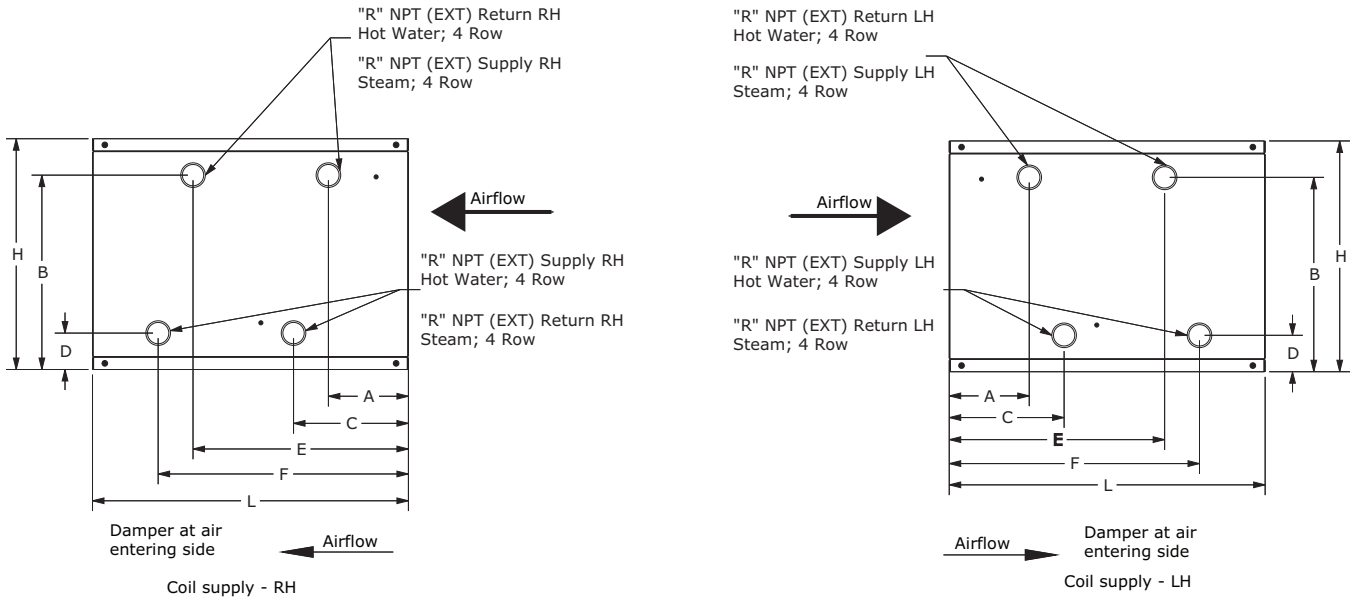 "R" NPT (EXT) Return RH
Hot Water; 4 Row
"R" NPT (EXT) Supply RH
Steam; 4 Row
H
B
D
Airflow
"R" NPT (EXT) Supply RH
Hot Water; 4 Row
"R" NPT (EXT) Return RH
Steam; 4 Row
A
C
E
F
L
Damper at air
entering side
Airflow
Coil supply - RH
"R" NPT (EXT) Return LH
Hot Water; 4 Row
"R" NPT (EXT) Supply LH
Steam; 4 Row
Airflow
"R" NPT (EXT) Supply LH
Hot Water; 4 Row
"R" NPT (EXT) Return LH
Steam; 4 Row
H
B
D
A
C
E
F
L
Airflow
Damper at air
entering side
Coil supply - LH